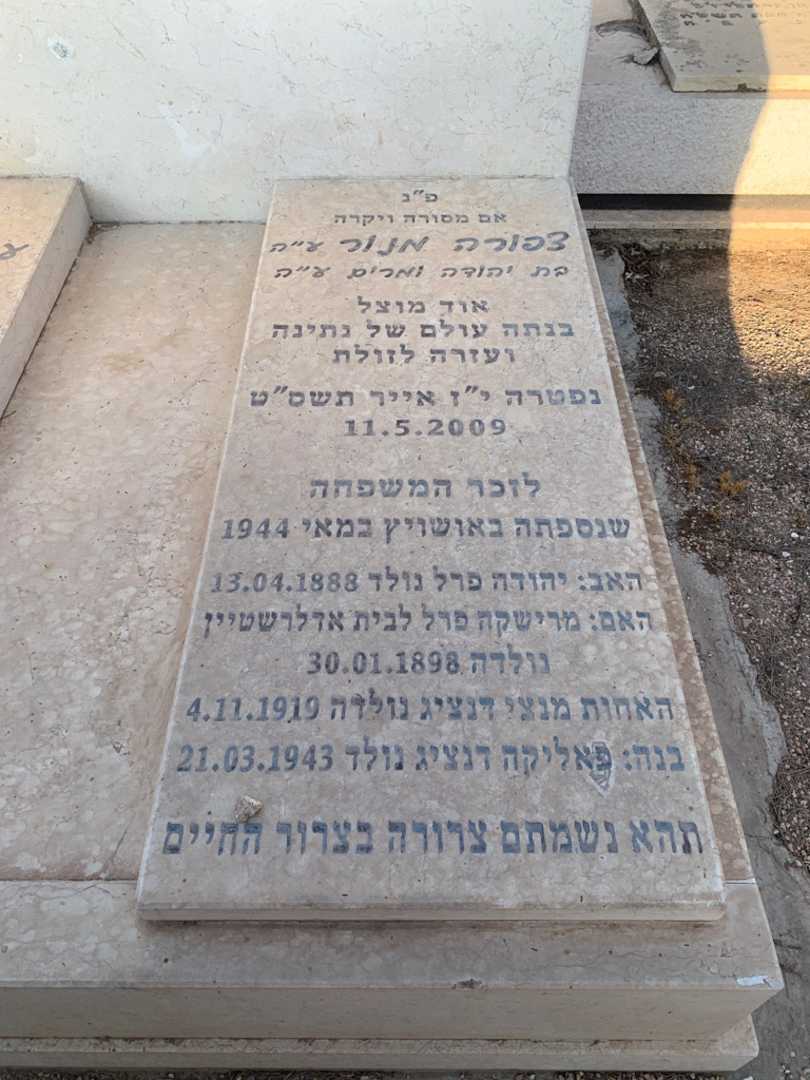 פ״נ
אם מסורה ויקרה
צפורה מנור ע״ה
בת יהודה ומרים ע״ה
אוד מוצל
בנתה עולם של נתינה
ועזרה לזולת
נפטרה י״ז אייר תשס״ט
11.5.2009
לזכר המשפחה
שנספתה באושויץ במאי 1944
האב: יהודה פרל נולד 13.04.1888
האם: מרישקה פרל לבית אדלרשטיין
נולדה 30.01.1898
האחות מנצי דנציג נולדה 4.11.1919
בנה: פאליקה דנציג נולד 21.03.1943
תהא נשמתם צרורה בצרור החיים